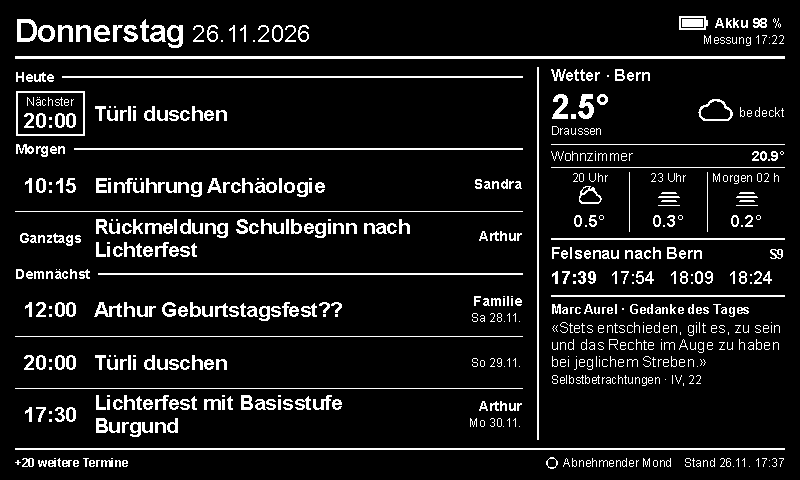 Donnerstag 26.11.2026
Akku 98 %
Messung 17:22
Heute
Nächster
20:00 Türli duschen
Morgen
10:15 Einführung Archäologie Sandra
Ganztags Rückmeldung Schulbeginn nach
Lichterfest Arthur
Demnächst
12:00 Arthur Geburtstagsfest?? Familie
Sa 28.11.
20:00 Türli duschen So 29.11.
17:30 Lichterfest mit Basisstufe
Burgund Arthur
Mo 30.11.
Wetter · Bern
2.5° bedeckt
Draussen
Wohnzimmer 20.9°
20 Uhr 23 Uhr Morgen 02 h
0.5° 0.3° 0.2°
Felsenau nach Bern S9
17:39 17:54 18:09 18:24
Marc Aurel · Gedanke des Tages
«Stets entschieden, gilt es, zu sein
und das Rechte im Auge zu haben
bei jeglichem Streben.»
Selbstbetrachtungen · IV, 22
+20 weitere Termine
Abnehmender Mond Stand 26.11. 17:37